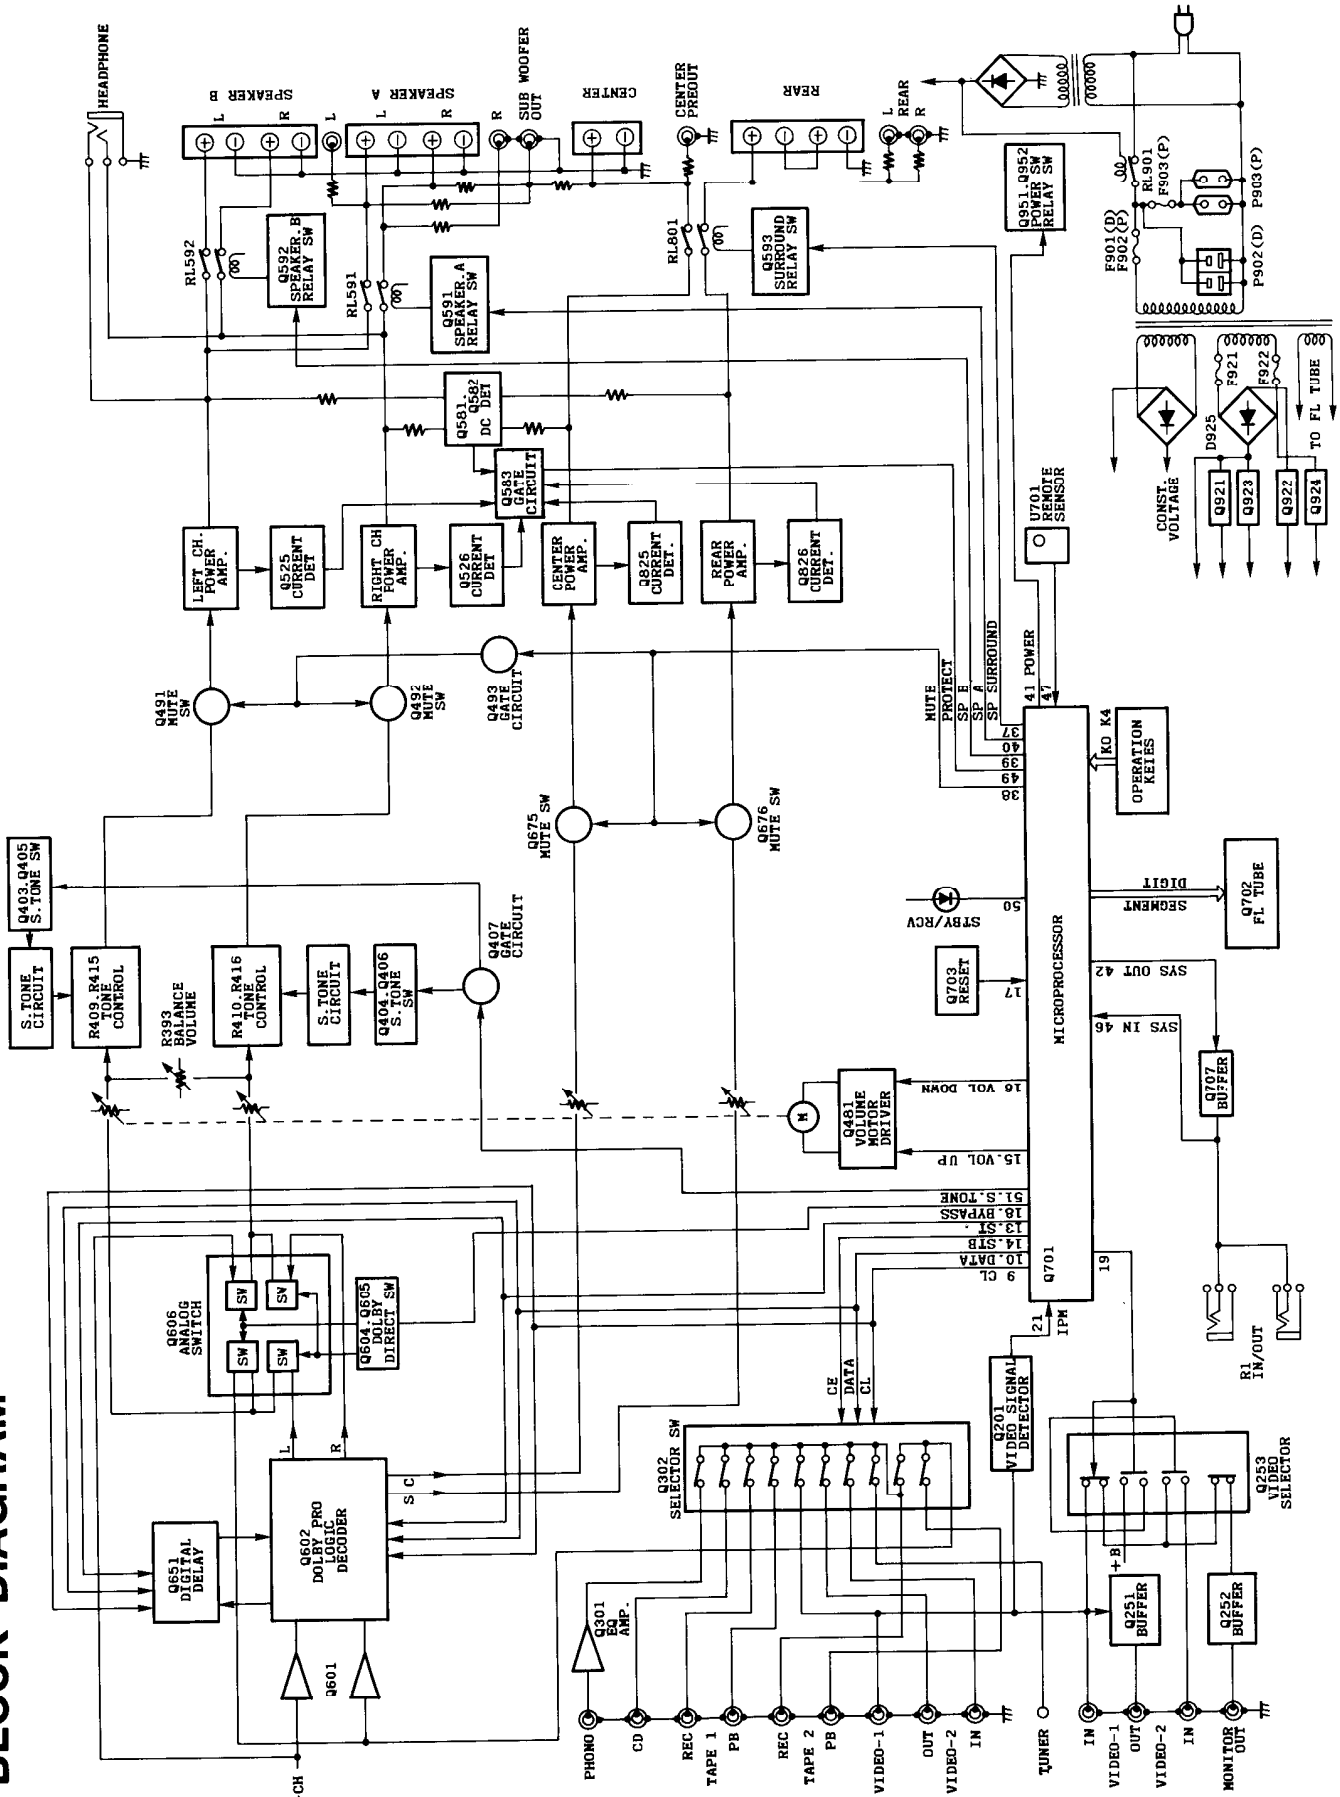 BLOCK DIAGRAM
HEADPHONE
SPEAKER B
L
R
SPEAKER A
L
L
R
R
SUB WOOFER
OUT
CENTER
CENTER
PREOUT
REAR
L
REAR
R
RL592
Q592
SPEAKER.B
RELAY SW
RL591
Q591
SPEAKER.A
RELAY SW
RL801
Q593
SURROUND
RELAY SW
Q951.Q952
POWER SW
RELAY SW
RL901
F903(P)
F901(D)
F902(P)
P903(P)
P902(D)
Q581.
Q582
DC DET
Q583
GATE
CIRCUIT
F921
F922
D925
TO FL TUBE
CONST.
VOLTAGE
Q921
Q923
Q922
Q924
LEFT CH.
POWER
AMP.
Q525
CURRENT
DET
RIGHT CH
POWER
AMP.
Q526
CURRENT
DET
CENTER
POWER
AMP.
Q825
CURRENT
DET.
REAR
POWER
AMP.
Q826
CURRENT
DET.
U701
REMOTE
SENSOR
Q491
MUTE
SW
Q492
MUTE
SW
Q493
GATE
CIRCUIT
Q675
MUTE SW
Q676
MUTE SW
MUTE
PROTECT
SP B
SP A
SP SURROUND
41 POWER
47
37
40
39
49
38
KO K4
OPERATION
KEIES
Q403.Q405
S.TONE SW
S.TONE
CIRCUIT
R409.R415
TONE
CONTROL
R393
BALANCE
VOLUME
R410.R416
TONE
CONTROL
S.TONE
CIRCUIT
Q404.Q406
S.TONE
SW
Q407
GATE
CIRCUIT
STBY/RCV
50
Q703
RESET
17
MICROPROCESSOR
DIGIT
SEGMENT
Q702
FL TUBE
SYS OUT 42
SYS IN 46
Q707
BUFFER
M
Q481
VOLUME
MOTOR
DRIVER
16 VOL DOWN
15.VOL UP
51.S.TONE
18.BYPASS
13.ST.
14.STB
10.DATA
9 CL
Q701
19
21
IPM
R1
IN/OUT
Q606
ANALOG
SWITCH
SW
SW
SW
SW
Q604.Q605
DOLBY
DIRECT SW
L
R
Q651
DIGITAL
DELAY
Q602
DOLBY PRO
LOGIC
DECODER
S C
Q601
CH
CE
DATA
CL
Q302
SELECTOR SW
Q201
VIDEO SIGNAL
DETECTOR
Q253
VIDEO
SELECTOR
Q301
EQ
AMP.
+B
Q251
BUFFER
Q252
BUFFER
PHONO
CD
REC
TAPE 1
PB
REC
TAPE 2
PB
VIDEO-1
OUT
VIDEO-2
IN
TUNER
IN
VIDEO-1
OUT
VIDEO-2
IN
MONITOR
OUT